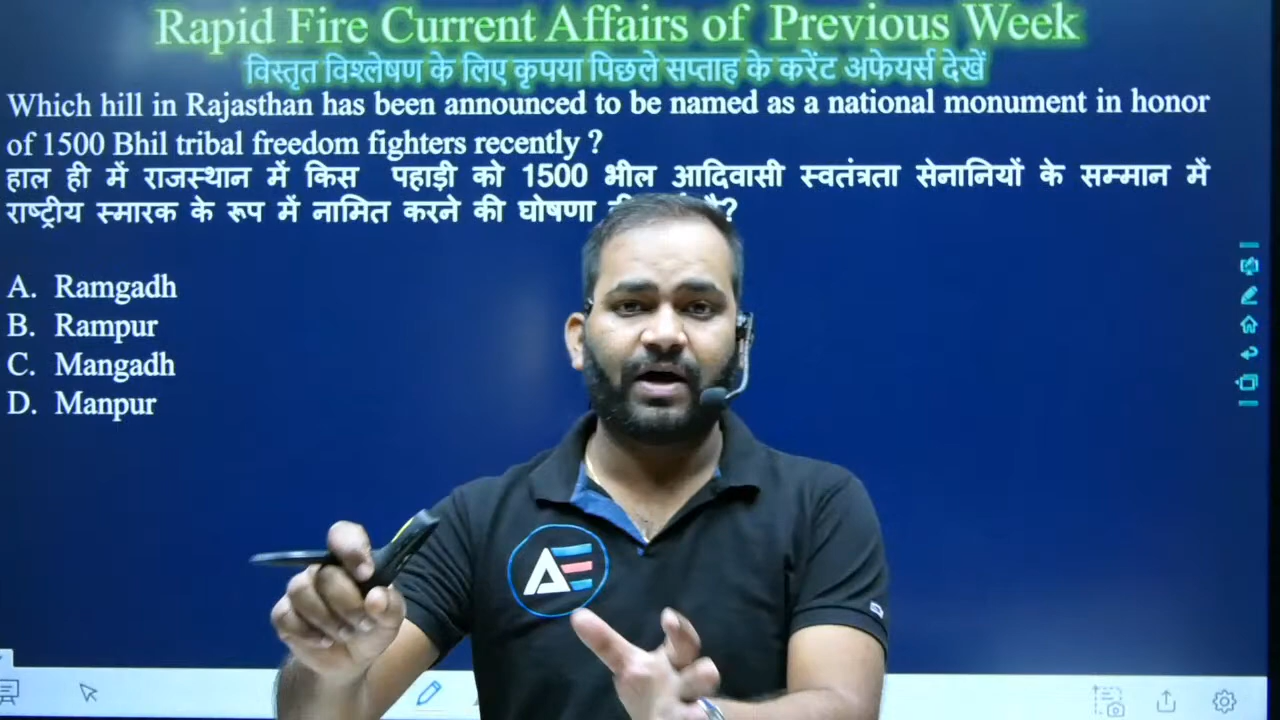 Rapid Fire Current Affairs of Previous Week
विस्तृत विश्लेषण के लिए कृपया पिछले सप्ताह के करेंट अफेयर्स देखें
Which hill in Rajasthan has been announced to be named as a national monument in honor
of 1500 Bhil tribal freedom fighters recently ?
हाल ही में राजस्थान में किस पहाड़ी को 1500 भील आदिवासी स्वतंत्रता सेनानियों के सम्मान में
राष्ट्रीय स्मारक के रूप में नामित करने की घोषणा है?
A. Ramgadh
B. Rampur
C. Mangadh
D. Manpur
AE